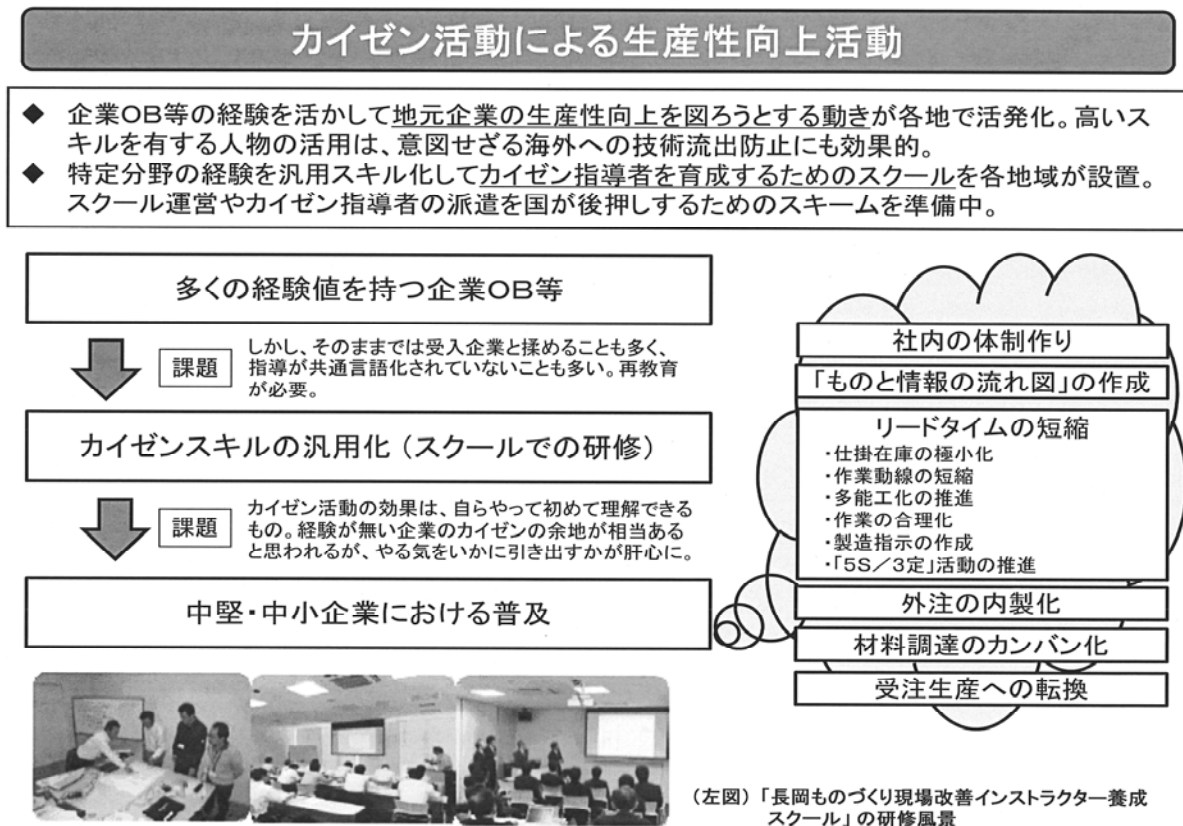 カイゼン活動による生産性向上活動
◆ 企業OB等の経験を活かして地元企業の生産性向上を図ろうとする動きが各地で活発化。高いス
キルを有する人物の活用は、意図せざる海外への技術流出防止にも効果的。
◆ 特定分野の経験を汎用スキル化してカイゼン指導者を育成するためのスクールを各地域が設置。
スクール運営やカイゼン指導者の派遣を国が後押しするためのスキームを準備中。
多くの経験値を持つ企業OB等
課題
しかし、そのままでは受入企業と揉めることも多く、
指導が共通言語化されていないことも多い。再教育
が必要。
カイゼンスキルの汎用化（スクールでの研修）
課題
カイゼン活動の効果は、自らやって初めて理解できる
もの。経験が無い企業のカイゼンの余地が相当ある
と思われるが、やる気をいかに引き出すかが肝心に。
中堅・中小企業における普及
社内の体制作り
「ものと情報の流れ図」の作成
リードタイムの短縮
・仕掛在庫の極小化
・作業動線の短縮
・多能工化の推進
・作業の合理化
・製造指示の作成
・「5S／3定」活動の推進
外注の内製化
材料調達のカンバン化
受注生産への転換
（左図）「長岡ものづくり現場改善インストラクター養成
スクール」の研修風景